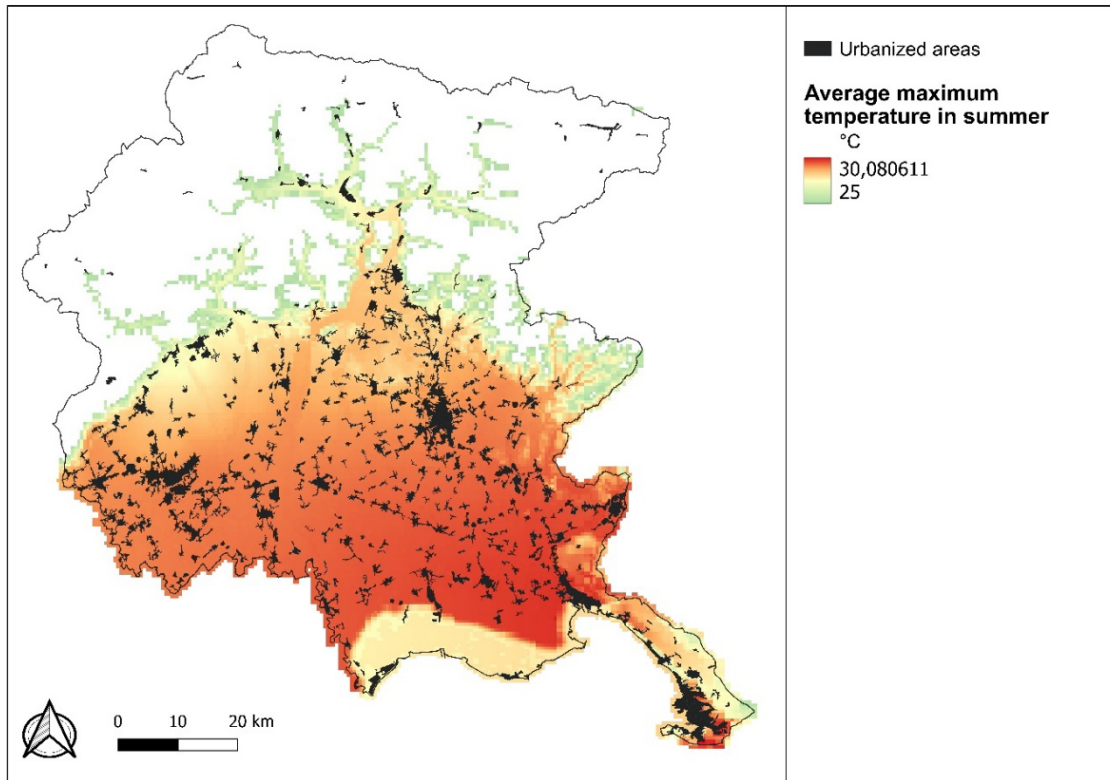 Urbanized areas
Average maximum
temperature in summer
°C
30,080611
25
0 10 20 km